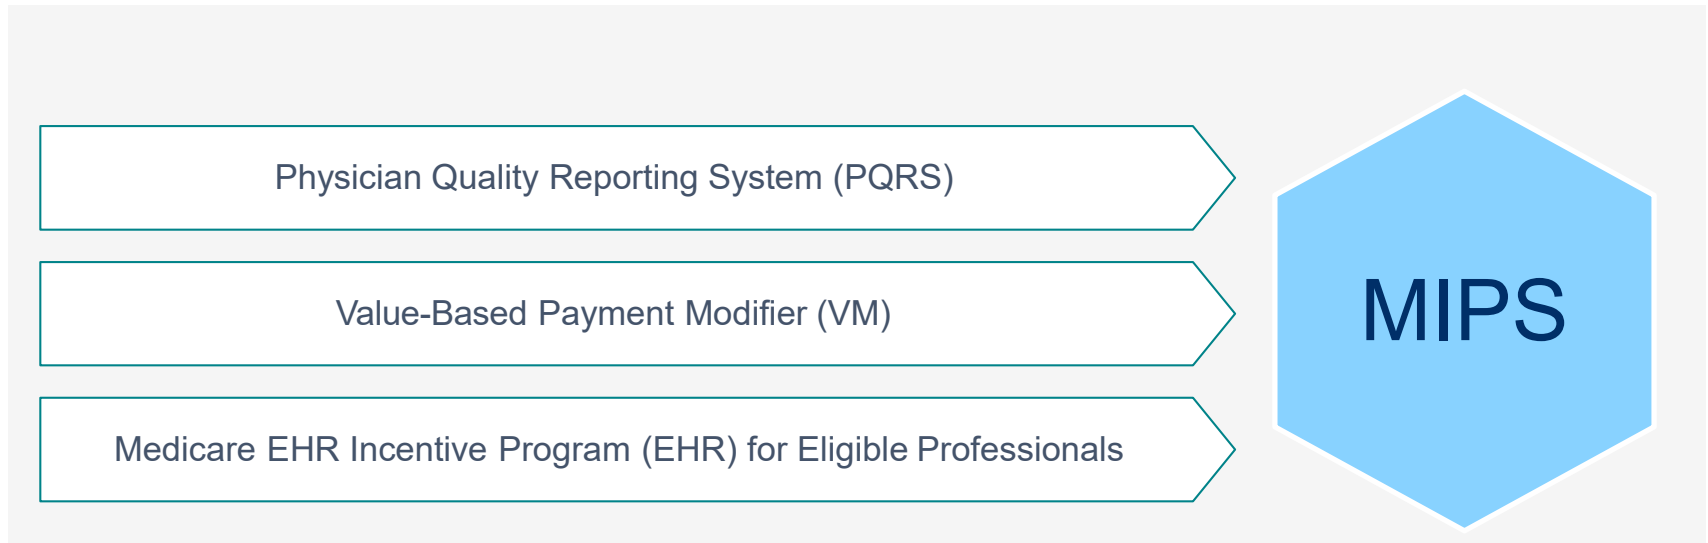 Physician Quality Reporting System (PQRS)
Value-Based Payment Modifier (VM)
Medicare EHR Incentive Program (EHR) for Eligible Professionals
MIPS